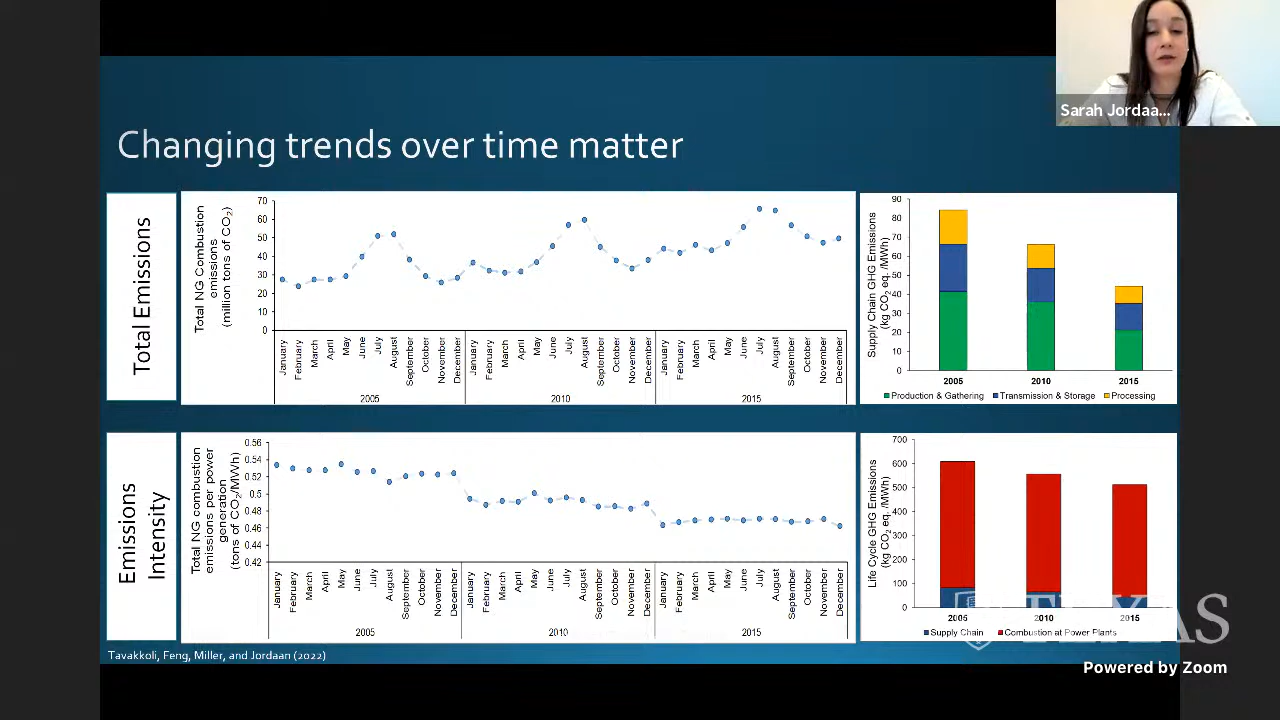 Sarah Jordaa...
Changing trends over time matter
Total Emissions
Total NG Combustion
emissions
(million tons of CO2)
70
60
50
40
30
20
10
0
January
February
March
April
May
June
July
August
September
October
November
December
January
February
March
April
May
June
July
August
September
October
November
December
January
February
March
April
May
June
July
August
September
October
November
December
2005
2010
2015
Supply Chain GHG Emissions
(kg CO2 eq. /MWh)
90
80
70
60
50
40
30
20
10
0
2005
2010
2015
Production & Gathering
Transmission & Storage
Processing
Emissions
Intensity
Total NG combustion
emissions per power
generation
(tons of CO2/MWh)
0.56
0.54
0.52
0.5
0.48
0.46
0.44
0.42
January
February
March
April
May
June
July
August
September
October
November
December
January
February
March
April
May
June
July
August
September
October
November
December
January
February
March
April
May
June
July
August
September
October
November
December
2005
2010
2015
Life Cycle GHG Emissions
(kg CO2 eq. /MWh)
700
600
500
400
300
200
100
0
2005
2010
2015
Supply Chain
Combustion at Power Plants
TEXAS
Tavakkoli, Feng, Miller, and Jordaan (2022)
Powered by Zoom